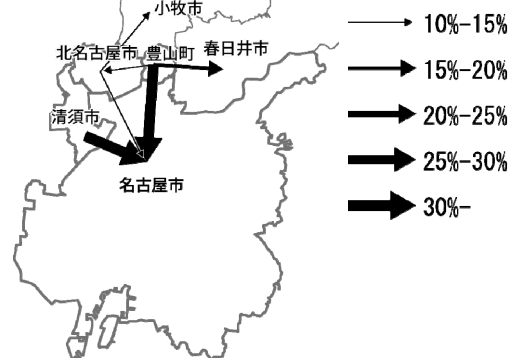 小牧市
北名古屋市
豊山町
春日井市
清須市
名古屋市
10%-15%
15%-20%
20%-25%
25%-30%
30%-